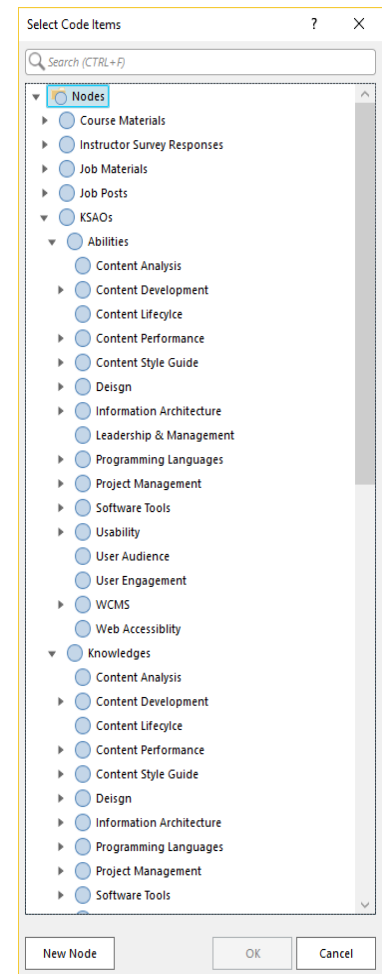 Select Code Items ? X
Search (CTRL+F)
Nodes
Course Materials
Instructor Survey Responses
Job Materials
Job Posts
KSAOs
Abilities
Content Analysis
Content Development
Content Lifecylce
Content Performance
Content Style Guide
Deisgn
Information Architecture
Leadership & Management
Programming Languages
Project Management
Software Tools
Usability
User Audience
User Engagement
WCMS
Web Accessiblity
Knowledges
Content Analysis
Content Development
Content Lifecylce
Content Performance
Content Style Guide
Deisgn
Information Architecture
Programming Languages
Project Management
Software Tools
New Node OK Cancel